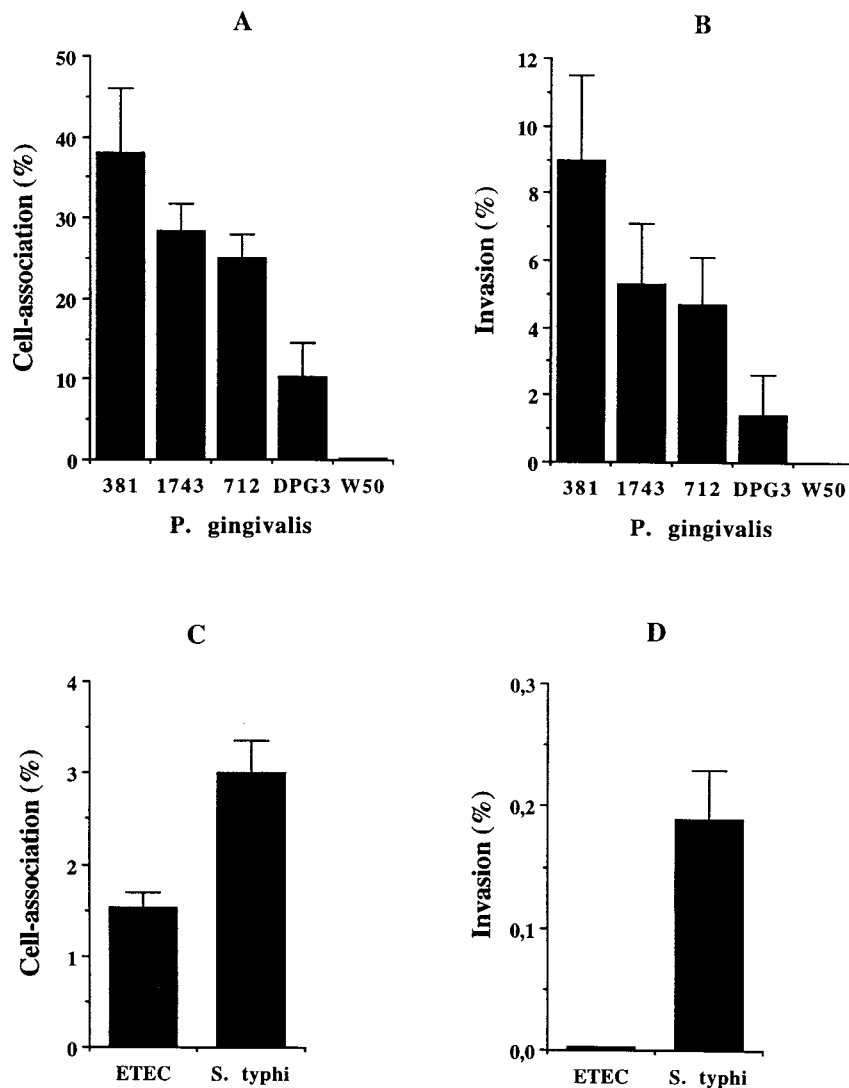 A
50
40
30
20
10
0
Cell-association (%)
381 1743 712 DPG3 W50
P. gingivalis
B
12
10
8
6
4
2
0
Invasion (%)
381 1743 712 DPG3 W50
P. gingivalis
C
4
3
2
1
0
Cell-association (%)
ETEC S. typhi
D
0,3
0,2
0,1
0,0
Invasion (%)
ETEC S. typhi